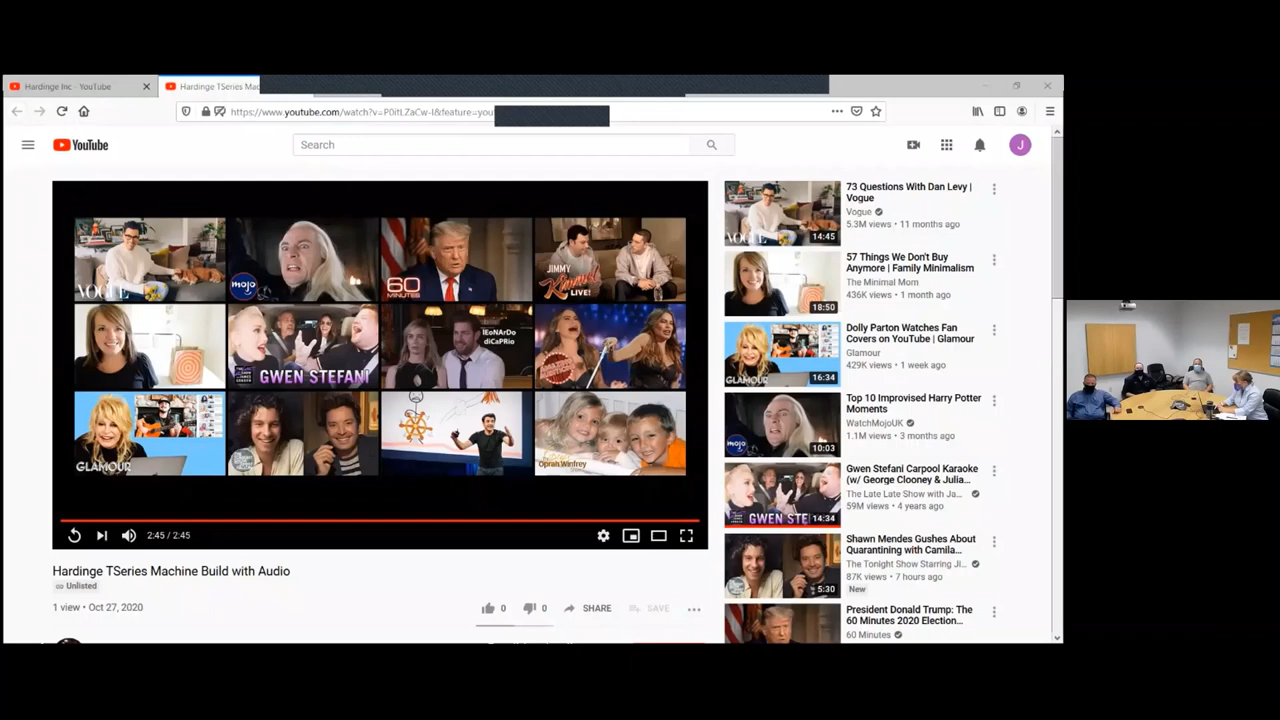 Hardinge Inc - YouTube
Hardinge TSeries Mac
https://www.youtube.com/watch?v=P0itLZaCw-I&feature=you
YouTube
Search
J
VOGUE
mojo
60
MINUTES
JIMMY
Kimmel
LIVE!
GWEN STEFANI
lEoNArDo
diCaPRio
GLAMOUR
Oprah Winfrey
2:45 / 2:45
Hardinge TSeries Machine Build with Audio
Unlisted
1 view • Oct 27, 2020
0
0
SHARE
SAVE
VOGUE
14:45
73 Questions With Dan Levy |
Vogue
Vogue
5.3M views • 11 months ago
18:50
57 Things We Don't Buy
Anymore | Family Minimalism
The Minimal Mom
436K views • 1 month ago
GLAMOUR
16:34
Dolly Parton Watches Fan
Covers on YouTube | Glamour
Glamour
429K views • 1 week ago
mojo
10:03
Top 10 Improvised Harry Potter
Moments
WatchMojoUK
1.1M views • 3 months ago
GWEN STE
14:34
Gwen Stefani Carpool Karaoke
(w/ George Clooney & Julia...
The Late Late Show with Ja...
59M views • 4 years ago
5:30
Shawn Mendes Gushes About
Quarantining with Camila...
The Tonight Show Starring Ji...
87K views • 7 hours ago
New
President Donald Trump: The
60 Minutes 2020 Election...
60 Minutes